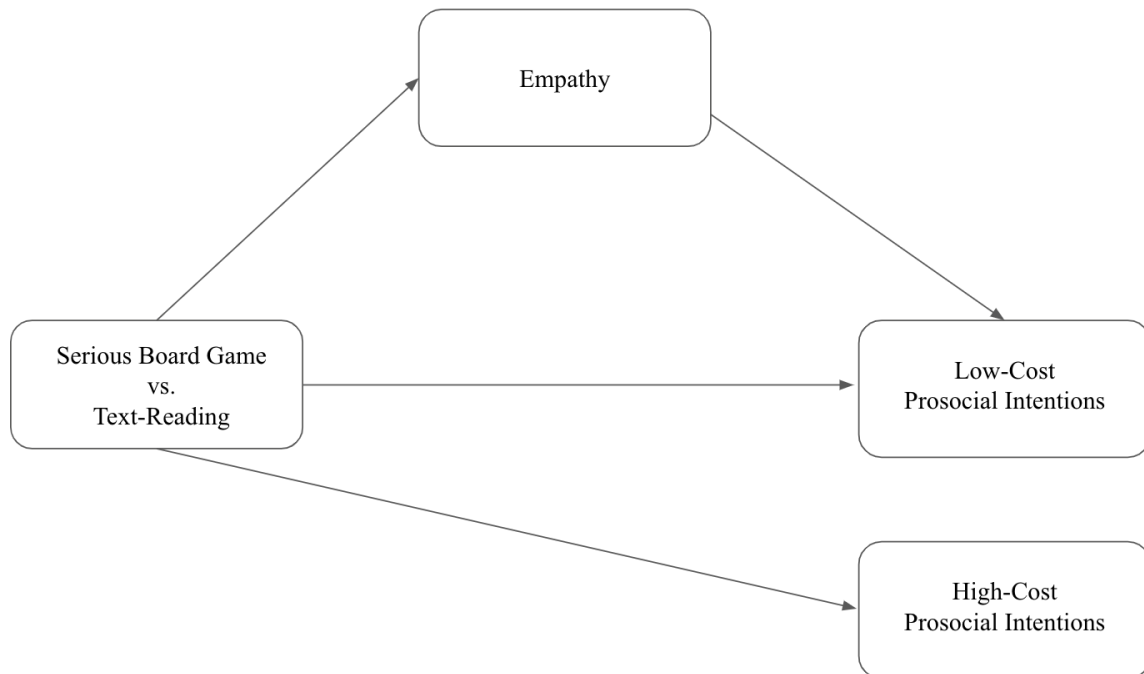 Empathy
Serious Board Game
vs.
Text-Reading
Low-Cost
Prosocial Intentions
High-Cost
Prosocial Intentions